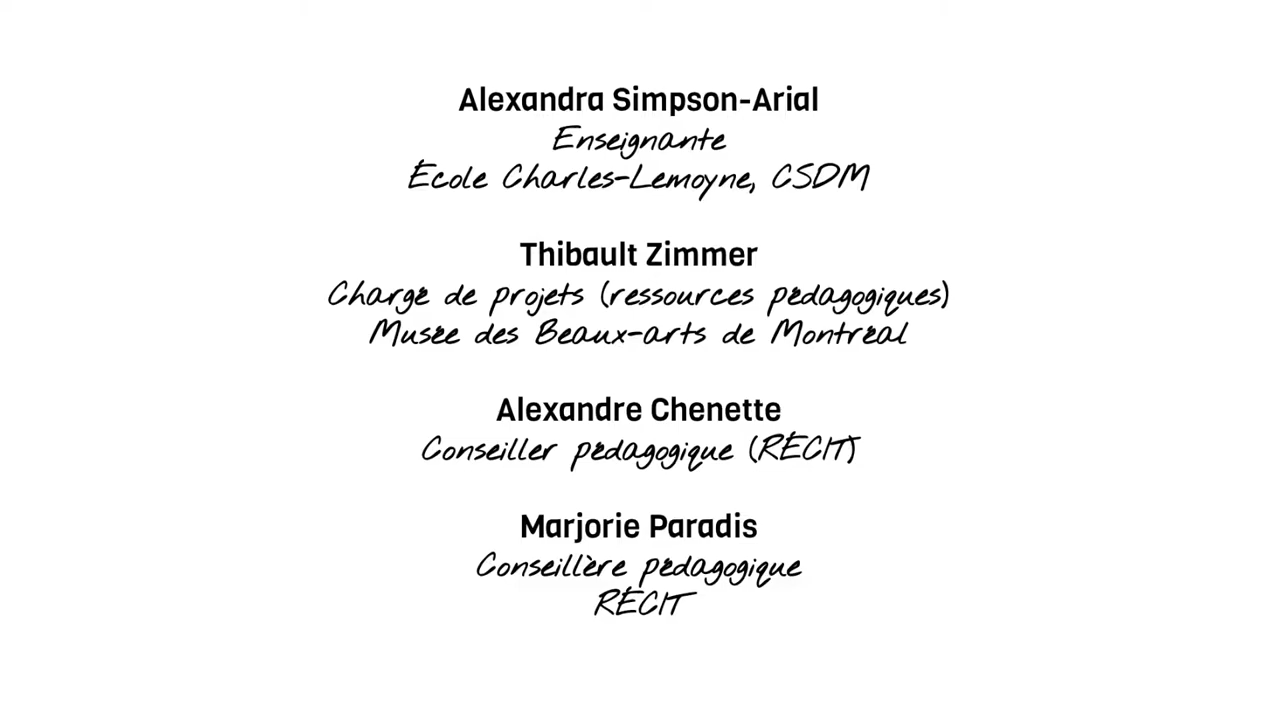 Alexandra Simpson-Arial
Enseignante
École Charles-Lemoyne, CSDM
Thibault Zimmer
Chargé de projets (ressources pédagogiques)
Musée des Beaux-arts de Montréal
Alexandre Chenette
Conseiller pédagogique (RÉCIT)
Marjorie Paradis
Conseillère pédagogique
RÉCIT